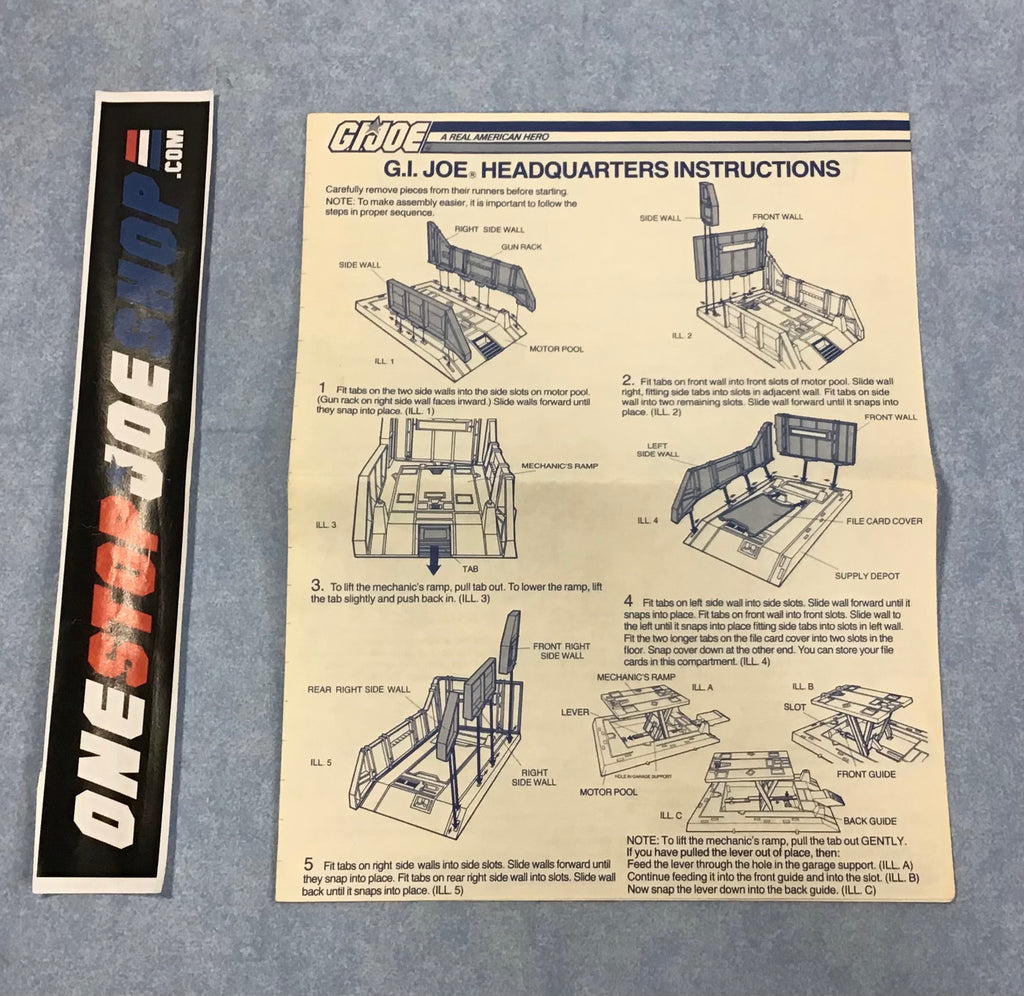 ONESTOPJOESHOP
.COM
GIJOE A REAL AMERICAN HERO
G.I. JOE® HEADQUARTERS INSTRUCTIONS
Carefully remove pieces from their runners before starting.
NOTE: To make assembly easier, it is important to follow the
steps in proper sequence.
RIGHT SIDE WALL
GUN RACK
SIDE WALL
ILL. 1
MOTOR POOL
1 Fit tabs on the two side walls into the side slots on motor pool.
(Gun rack on right side wall faces inward.) Slide walls forward until
they snap into place. (ILL. 1)
SIDE WALL
FRONT WALL
ILL. 2
2. Fit tabs on front wall into front slots of motor pool. Slide wall
right, fitting side tabs into slots in adjacent wall. Fit tabs on side
wall into two remaining slots. Slide wall forward until it snaps into
place. (ILL. 2)
MECHANIC'S RAMP
ILL. 3
TAB
3. To lift the mechanic's ramp, pull tab out. To lower the ramp, lift
the tab slightly and push back in. (ILL. 3)
FRONT WALL
LEFT
SIDE WALL
ILL. 4
FILE CARD COVER
SUPPLY DEPOT
4 Fit tabs on left side wall into side slots. Slide wall forward until it
snaps into place. Fit tabs on front wall into front slots. Slide wall to
the left until it snaps into place fitting side tabs into slots in left wall.
Fit the two longer tabs on the file card cover into two slots in the
floor. Snap cover down at the other end. You can store your file
cards in this compartment. (ILL. 4)
FRONT RIGHT
SIDE WALL
REAR RIGHT SIDE WALL
ILL. 5
RIGHT
SIDE WALL
5 Fit tabs on right side walls into side slots. Slide walls forward until
they snap into place. Fit tabs on rear right side wall into slots. Slide wall
back until it snaps into place. (ILL. 5)
MECHANIC'S RAMP
ILL. A
LEVER
HOLE IN GARAGE SUPPORT
MOTOR POOL
ILL. B
SLOT
FRONT GUIDE
ILL. C
BACK GUIDE
NOTE: To lift the mechanic's ramp, pull the tab out GENTLY.
If you have pulled the lever out of place, then:
Feed the lever through the hole in the garage support. (ILL. A)
Continue feeding it into the front guide and into the slot. (ILL. B)
Now snap the lever down into the back guide. (ILL. C)